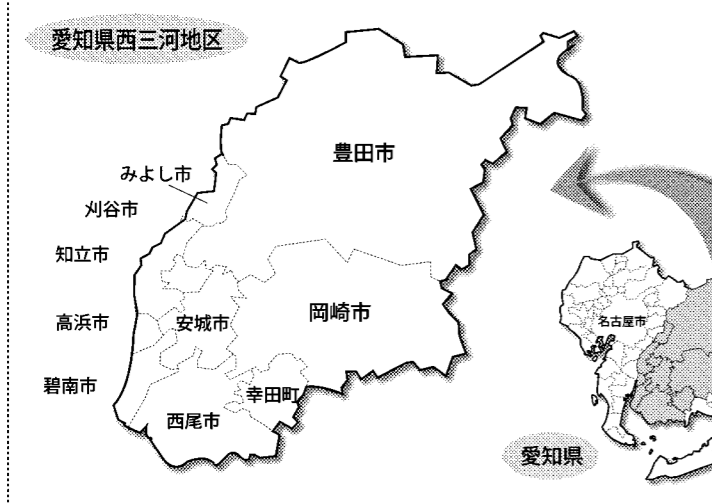 愛知県西三河地区
豊田市
みよし市
刈谷市
知立市
高浜市
安城市
岡崎市
名古屋市
碧南市
幸田町
西尾市
愛知県